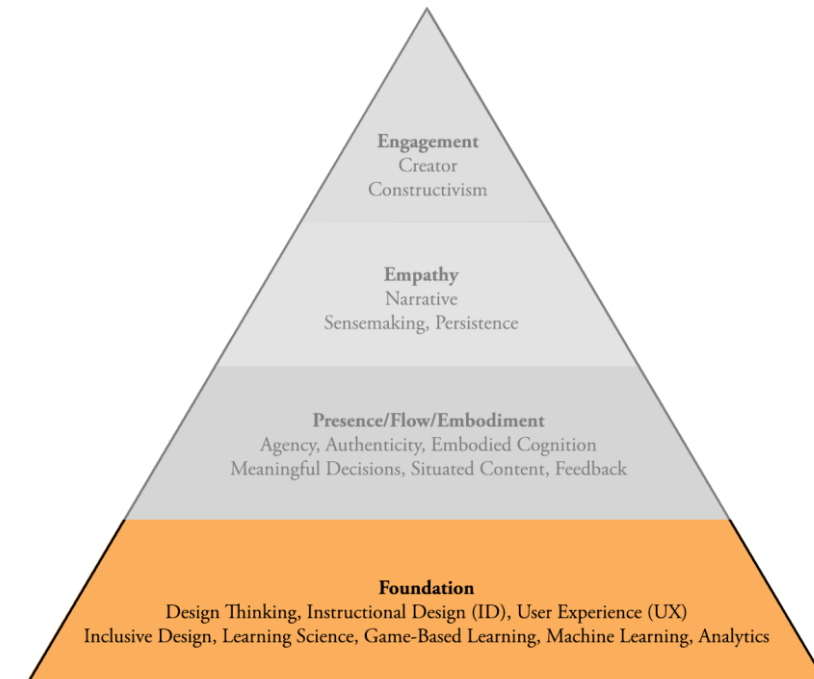 Engagement
Creator
Constructivism
Empathy
Narrative
Sensemaking, Persistence
Presence/Flow/Embodiment
Agency, Authenticity, Embodied Cognition
Meaningful Decisions, Situated Content, Feedback
Foundation
Design Thinking, Instructional Design (ID), User Experience (UX)
Inclusive Design, Learning Science, Game-Based Learning, Machine Learning, Analytics